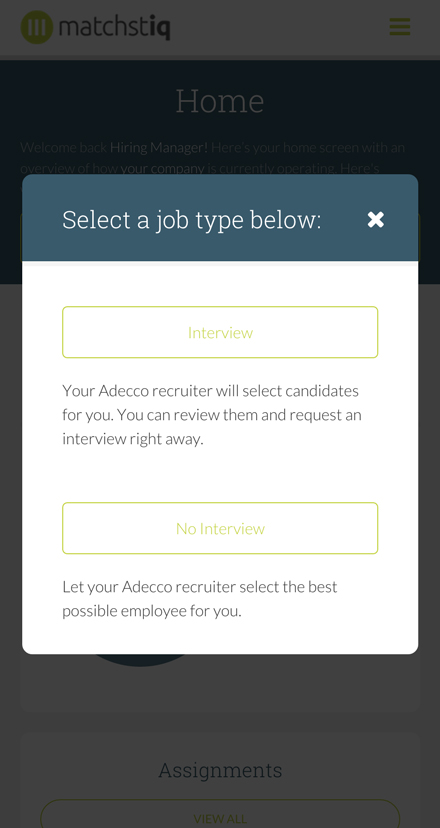 matchstiq
Home
Welcome back Hiring Manager! Here's your home screen with an
overview of how your company is currently operating. Here's
Select a job type below:
Interview
Your Adecco recruiter will select candidates
for you. You can review them and request an
interview right away.
No Interview
Let your Adecco recruiter select the best
possible employee for you.
Assignments
VIEW ALL